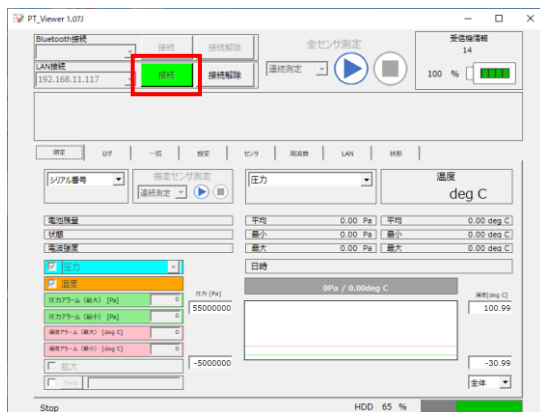 PT_Viewer 1.07J
Bluetooth接続
接続
接続解除
LAN接続
192.168.11.117
接続
接続解除
全センサ測定
連続測定
受信機情報
14
100 %
測定
ログ
一覧
設定
センサ
周波数
LAN
状態
シリアル番号
指定センサ測定
連続測定
圧力
温度
deg C
電池残量
状態
電波強度
平均 0.00 Pa
最小 0.00 Pa
最大 0.00 Pa
平均 0.00 deg C
最小 0.00 deg C
最大 0.00 deg C
日時
圧力
温度
圧力アラーム (最大) [Pa] 0
圧力アラーム (最小) [Pa] 0
温度アラーム (最大) [deg C] 0
温度アラーム (最小) [deg C] 0
拡大
0Pa / 0.00deg C
圧力 [Pa]
55000000
-5000000
温度[deg C]
100.99
-30.99
全体
Stop
HDD 65 %